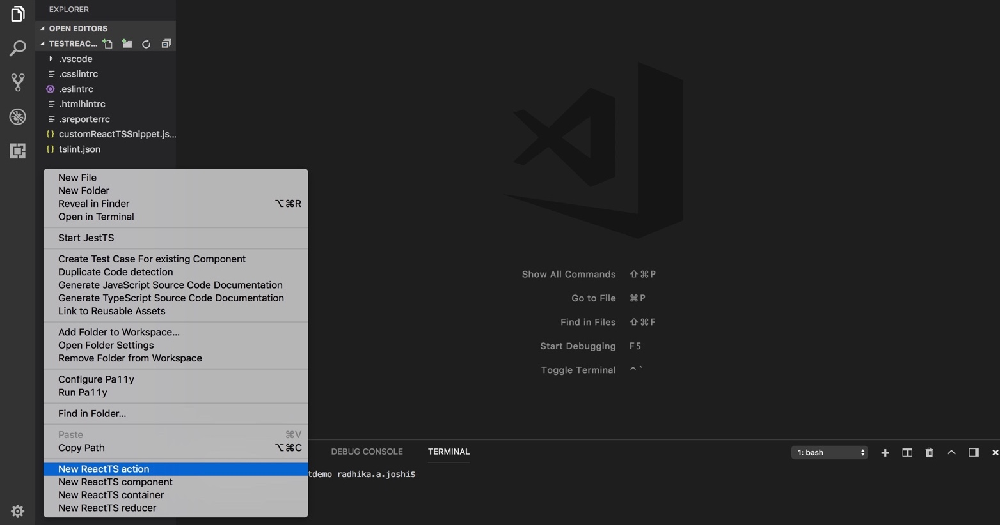 EXPLORER
OPEN EDITORS
TESTREAC...
.vscode
.csslintrc
.eslintrc
.htmlhintrc
.sreporterrc
{} customReactTSSnippet.js...
{} tslint.json
New File
New Folder
Reveal in Finder ⌥⌘R
Open in Terminal
Start JestTS
Create Test Case For existing Component
Duplicate Code detection
Generate JavaScript Source Code Documentation
Generate TypeScript Source Code Documentation
Link to Reusable Assets
Add Folder to Workspace...
Open Folder Settings
Remove Folder from Workspace
Configure Pa11y
Run Pa11y
Find in Folder...
Paste ⌘V
Copy Path ⌥⌘C
New ReactTS action
New ReactTS component
New ReactTS container
New ReactTS reducer
Show All Commands ⇧⌘P
Go to File ⌘P
Find in Files ⇧⌘F
Start Debugging F5
Toggle Terminal ^`
DEBUG CONSOLE TERMINAL 1: bash
tdemo radhika.a.joshi$